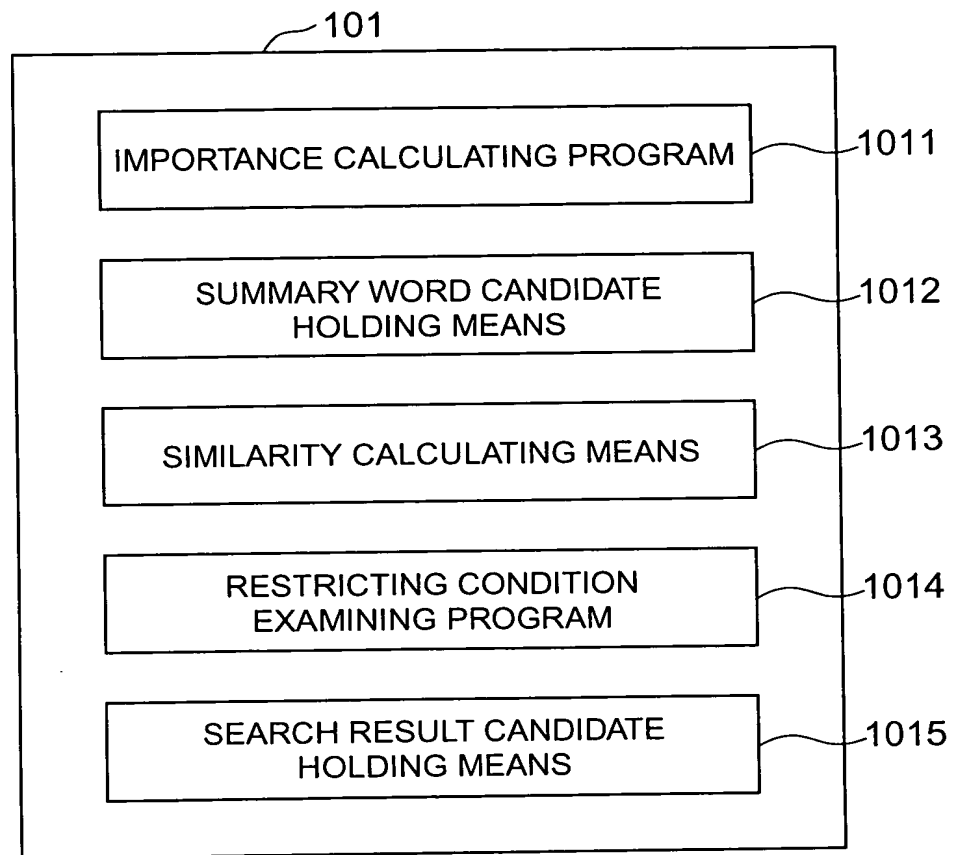 101
IMPORTANCE CALCULATING PROGRAM
1011
SUMMARY WORD CANDIDATE
HOLDING MEANS
1012
SIMILARITY CALCULATING MEANS
1013
RESTRICTING CONDITION
EXAMINING PROGRAM
1014
SEARCH RESULT CANDIDATE
HOLDING MEANS
1015